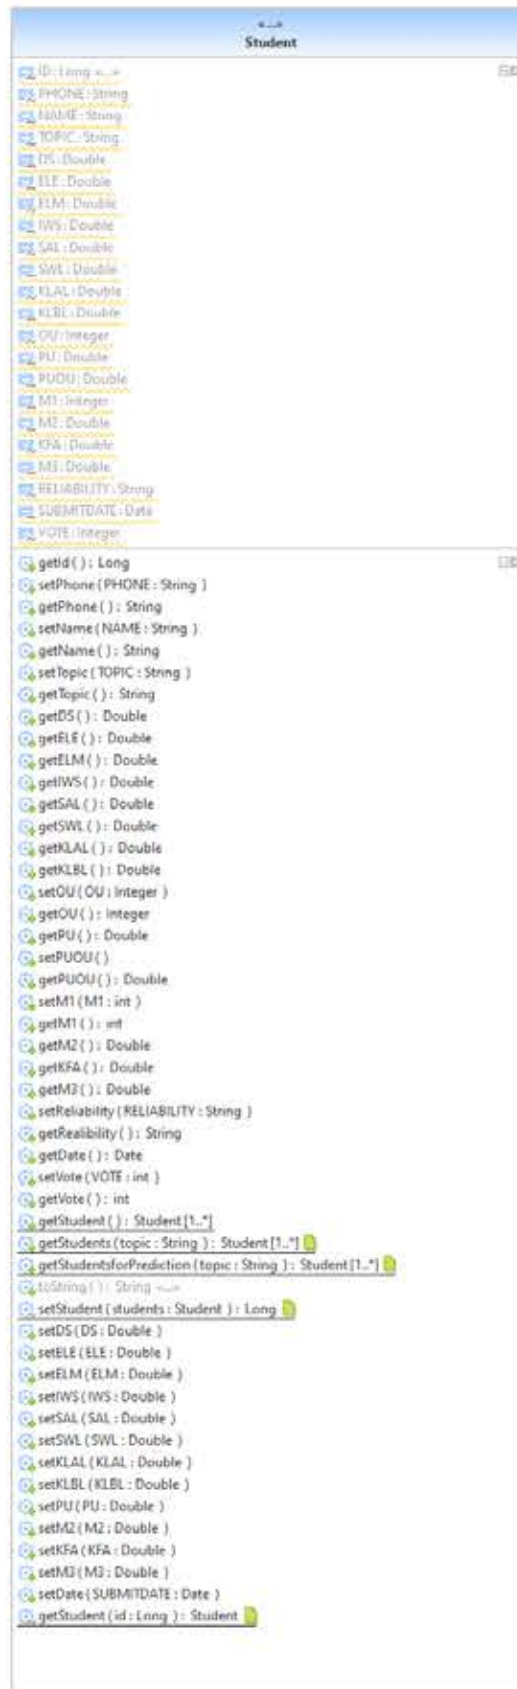 «...»
Student
ID : Long «...»
PHONE : String
NAME : String
TOPIC : String
DS : Double
ELE : Double
ELM : Double
IWS : Double
SAL : Double
SWL : Double
KLAL : Double
KLBL : Double
OU : Integer
PU : Double
PUOU : Double
M1 : Integer
M2 : Double
KFA : Double
M3 : Double
RELIABILITY : String
SUBMITDATE : Date
VOTE : Integer
getId ( ) : Long
setPhone ( PHONE : String )
getPhone ( ) : String
setName ( NAME : String )
getName ( ) : String
setTopic ( TOPIC : String )
getTopic ( ) : String
getDS ( ) : Double
getELE ( ) : Double
getELM ( ) : Double
getIWS ( ) : Double
getSAL ( ) : Double
getSWL ( ) : Double
getKLAL ( ) : Double
getKLBL ( ) : Double
setOU ( OU : Integer )
getOU ( ) : Integer
getPU ( ) : Double
setPUOU ( )
getPUOU ( ) : Double
setM1 ( M1 : int )
getM1 ( ) : int
getM2 ( ) : Double
getKFA ( ) : Double
getM3 ( ) : Double
setReliability ( RELIABILITY : String )
getRealibility ( ) : String
getDate ( ) : Date
setVote ( VOTE : int )
getVote ( ) : int
getStudent ( ) : Student [1..*]
getStudents ( topic : String ) : Student [1..*]
getStudentsforPrediction ( topic : String ) : Student [1..*]
toString ( ) : String «...»
setStudent ( students : Student ) : Long
setDS ( DS : Double )
setELE ( ELE : Double )
setELM ( ELM : Double )
setIWS ( IWS : Double )
setSAL ( SAL : Double )
setSWL ( SWL : Double )
setKLAL ( KLAL : Double )
setKLBL ( KLBL : Double )
setPU ( PU : Double )
setM2 ( M2 : Double )
setKFA ( KFA : Double )
setM3 ( M3 : Double )
setDate ( SUBMITDATE : Date )
getStudent ( id : Long ) : Student